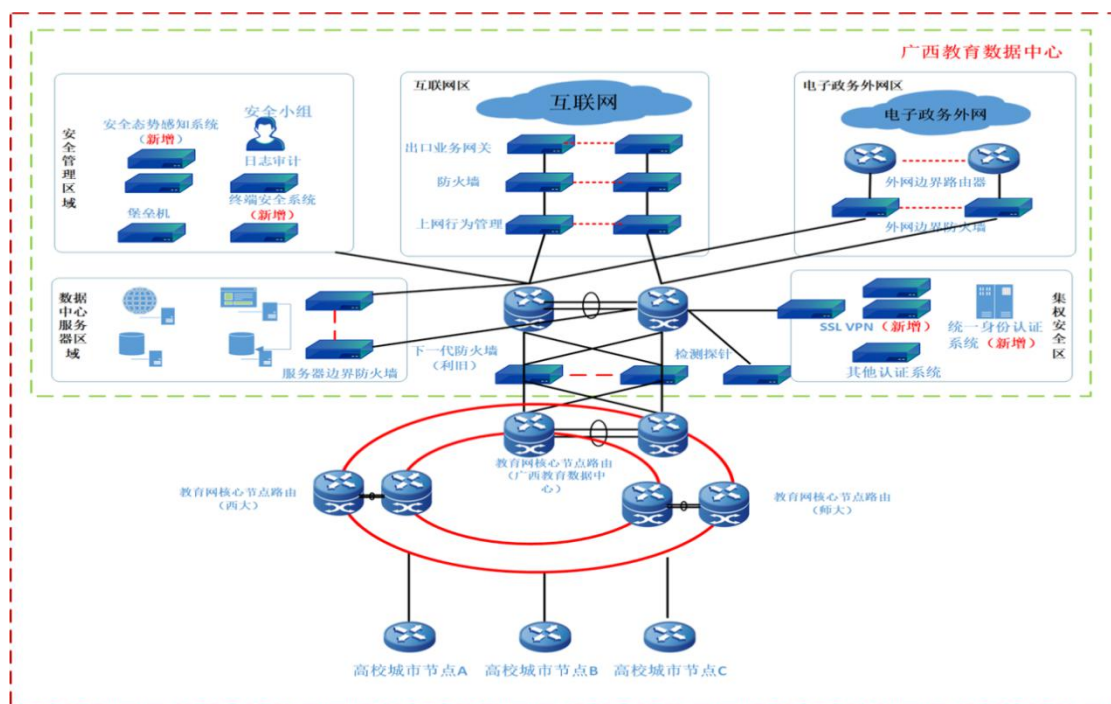 广西教育数据中心
安全管理区域
安全态势感知系统
（新增）
安全小组
日志审计
堡垒机
终端安全系统
（新增）
互联网区
互联网
出口业务网关
防火墙
上网行为管理
电子政务外网区
电子政务外网
外网边界路由器
外网边界防火墙
数据
中心
服务
器区
域
服务器边界防火墙
下一代防火墙
（利旧）
检测探针
SSL VPN（新增）
统一身份认证
系统（新增）
其他认证系统
集权安全区
教育网核心节点路由
（广西教育数据中
心）
教育网核心节点路由
（西大）
教育网核心节点路由
（师大）
高校城市节点A
高校城市节点B
高校城市节点C